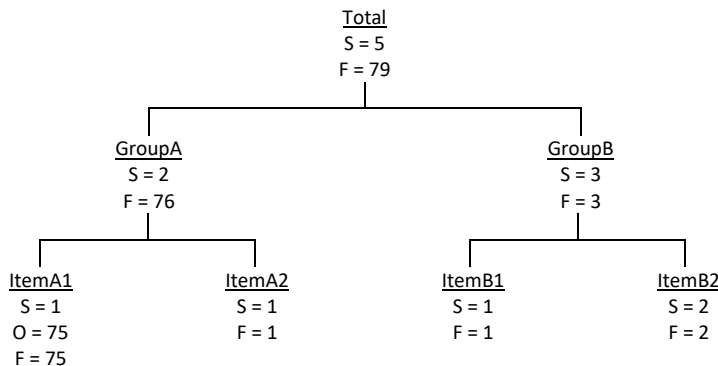 Total
S = 5
F = 79
GroupA
S = 2
F = 76
GroupB
S = 3
F = 3
ItemA1
S = 1
O = 75
F = 75
ItemA2
S = 1
F = 1
ItemB1
S = 1
F = 1
ItemB2
S = 2
F = 2